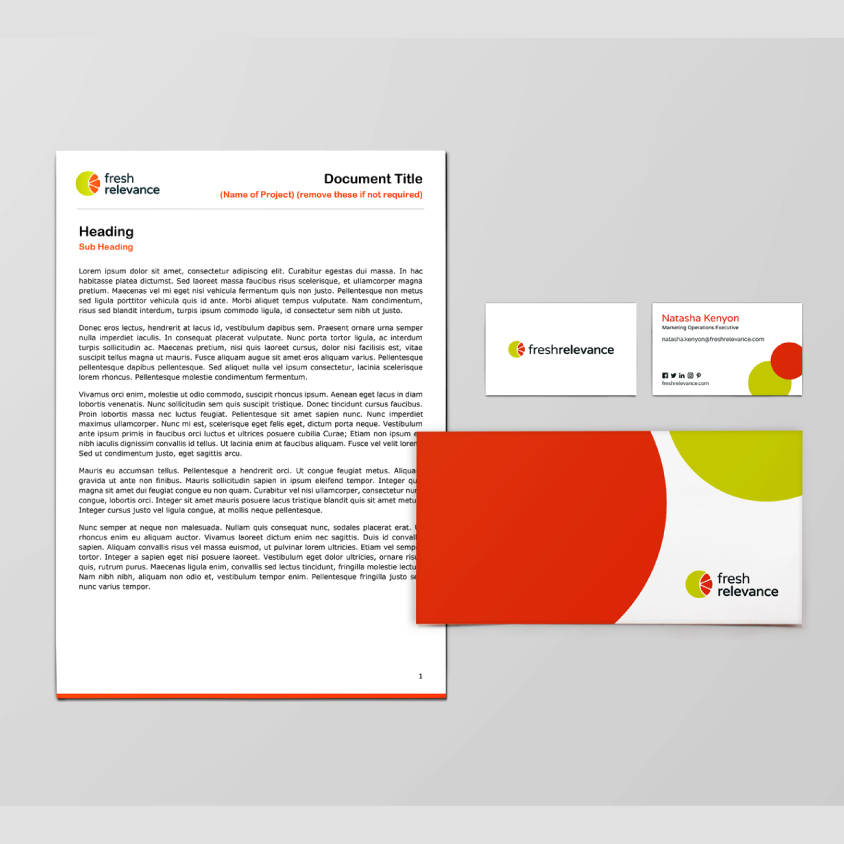 fresh
relevance
Document Title
(Name of Project) (remove these if not required)
Heading
Sub Heading
Lorem ipsum dolor sit amet, consectetur adipiscing elit. Curabitur egestas dui massa. In hac
habitasse platea dictumst. Sed laoreet massa faucibus risus scelerisque, et ullamcorper magna
pretium. Maecenas vel mi eget nisi vehicula fermentum quis non justo. Pellentesque non metus
sed ligula porttitor vehicula quis id ante. Morbi aliquet tempus vulputate. Nam condimentum,
risus sed blandit interdum, turpis ipsum commodo ligula, id consectetur sem nibh ut justo.
Donec eros lectus, hendrerit at lacus id, vestibulum dapibus sem. Praesent ornare urna semper
nulla imperdiet iaculis. In consequat placerat vulputate. Nunc porta tortor ligula, ac interdum
turpis sollicitudin ac. Maecenas pretium, nisi quis laoreet cursus, dolor nisi facilisis est, vitae
suscipit tellus magna ut mauris. Fusce aliquam augue sit amet eros aliquam varius. Pellentesque
pellentesque dapibus pellentesque. Sed aliquet nulla vel ipsum consectetur, lacinia scelerisque
lorem rhoncus. Pellentesque molestie condimentum fermentum.
Vivamus orci enim, molestie ut odio commodo, suscipit rhoncus ipsum. Aenean eget lacus in diam
lobortis venenatis. Nunc sollicitudin sem quis suscipit tristique. Donec tincidunt cursus faucibus.
Proin lobortis massa nec luctus feugiat. Pellentesque sit amet sapien nunc. Nunc imperdiet
maximus ullamcorper. Nunc mi est, scelerisque eget felis eget, dictum porta neque. Vestibulum
ante ipsum primis in faucibus orci luctus et ultrices posuere cubilia Curae; Etiam non ipsum
nibh iaculis dignissim convallis id tellus. Ut lacinia enim at faucibus aliquam. Fusce vel velit
Sed ut condimentum justo, eget sagittis arcu.
Mauris eu accumsan tellus. Pellentesque a hendrerit orci. Ut congue feugiat metus.
gravida ut ante non finibus. Mauris sollicitudin sapien in ipsum eleifend tempor. Integer
magna sit amet dui feugiat congue eu non quam. Curabitur vel nisi ullamcorper, consectetur
congue, lobortis orci. Integer sit amet mauris posuere lacus tristique blandit quis sit amet
Integer cursus justo vel ligula congue, at mollis neque pellentesque.
Nunc semper at neque non malesuada. Nullam quis consequat nunc, sodales placerat erat.
rhoncus enim eu aliquam auctor. Vivamus laoreet dictum enim nec sagittis. Duis id
sapien. Aliquam convallis risus vel massa euismod, ut pulvinar lorem ultricies. Etiam vel
tortor. Integer a sapien eget nisi posuere laoreet. Vestibulum eget dolor ultricies, ornare
quis, rutrum purus. Maecenas ligula enim, convallis sed lectus tincidunt, fringilla molestie
Nam nibh nibh, aliquam non odio et, vestibulum tempor enim. Pellentesque fringilla justo
nunc varius tempor.
1
freshrelevance
Natasha Kenyon
Marketing Operations Executive
natasha.kenyon@freshrelevance.com
freshrelevance.com
fresh
relevance